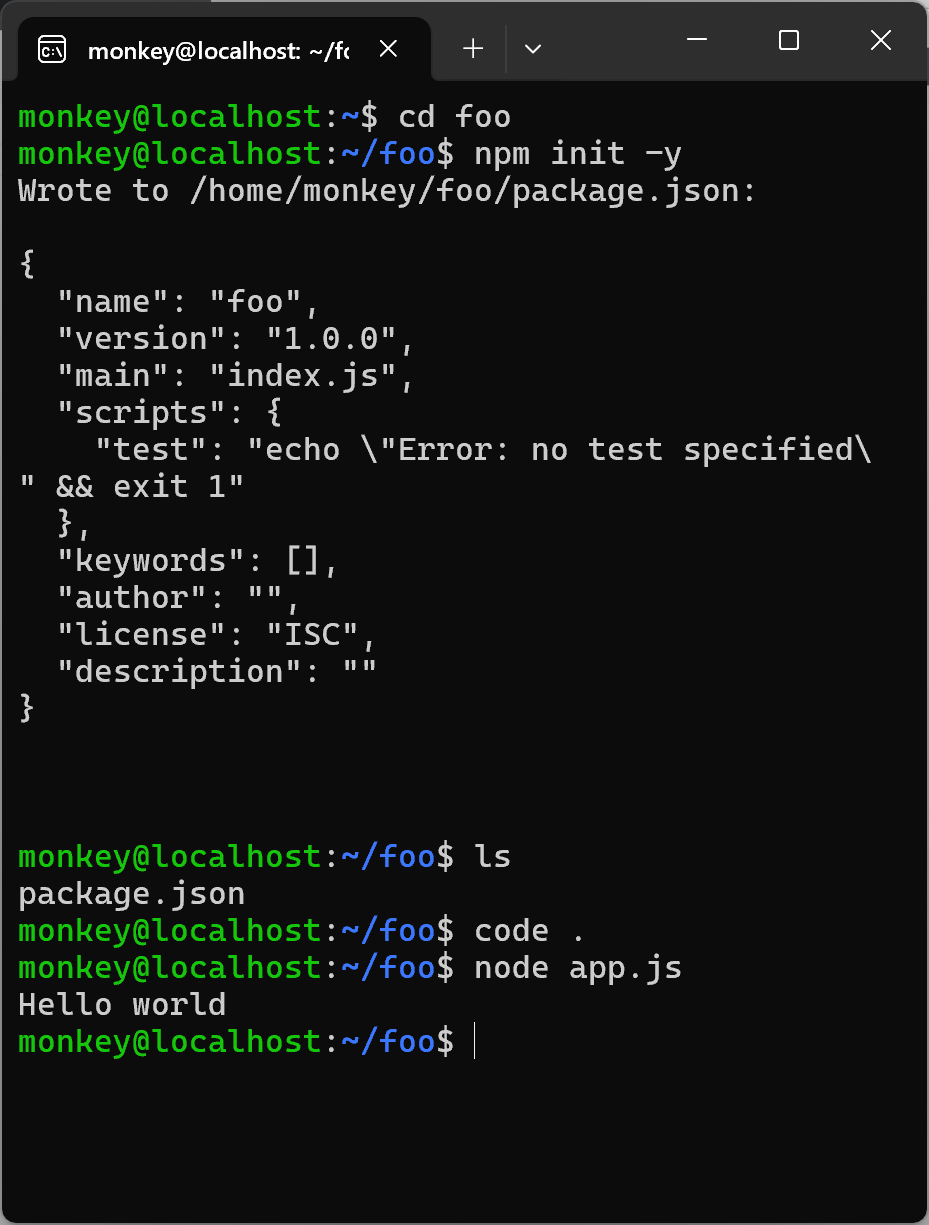 monkey@localhost: ~/fo
monkey@localhost:~$ cd foo
monkey@localhost:~/foo$ npm init -y
Wrote to /home/monkey/foo/package.json:

{
  "name": "foo",
  "version": "1.0.0",
  "main": "index.js",
  "scripts": {
    "test": "echo \"Error: no test specified\
" && exit 1"
  },
  "keywords": [],
  "author": "",
  "license": "ISC",
  "description": ""
}

monkey@localhost:~/foo$ ls
package.json
monkey@localhost:~/foo$ code .
monkey@localhost:~/foo$ node app.js
Hello world
monkey@localhost:~/foo$